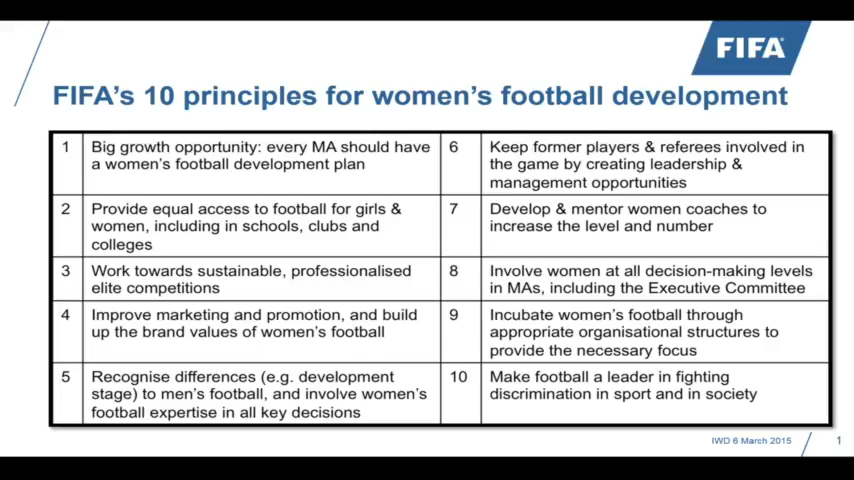 FIFA
FIFA's 10 principles for women's football development
1
Big growth opportunity: every MA should have
a women's football development plan
2
Provide equal access to football for girls &
women, including in schools, clubs and
colleges
3
Work towards sustainable, professionalised
elite competitions
4
Improve marketing and promotion, and build
up the brand values of women's football
5
Recognise differences (e.g. development
stage) to men's football, and involve women's
football expertise in all key decisions
6
Keep former players & referees involved in
the game by creating leadership &
management opportunities
7
Develop & mentor women coaches to
increase the level and number
8
Involve women at all decision-making levels
in MAs, including the Executive Committee
9
Incubate women's football through
appropriate organisational structures to
provide the necessary focus
10
Make football a leader in fighting
discrimination in sport and in society
IWD 6 March 2015
1